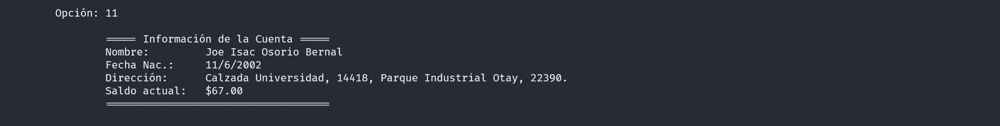 Opción: 11
===== Información de la Cuenta =====
Nombre: Joe Isac Osorio Bernal
Fecha Nac.: 11/6/2002
Dirección: Calzada Universidad, 14418, Parque Industrial Otay, 22390.
Saldo actual: $67.00
====================================